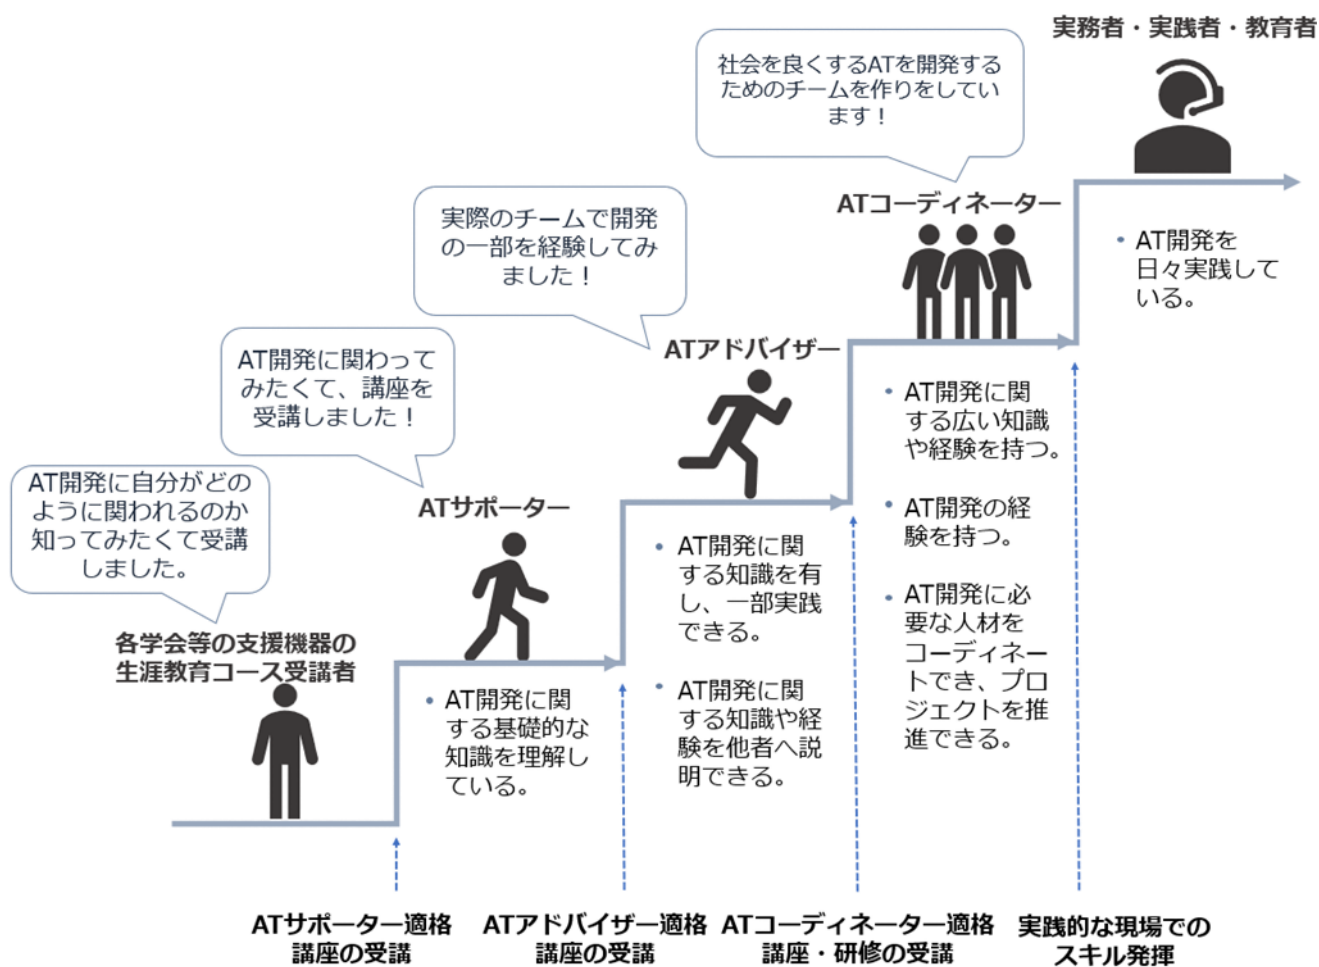 実務者・実践者・教育者
社会を良くするATを開発する
ためのチームを作りをしてい
ます！
ATコーディネーター
実際のチームで開発
の一部を経験してみ
ました！
・AT開発を
日々実践して
いる。
AT開発に関わって
みたくて、講座を
受講しました！
ATアドバイザー
・AT開発に関
する広い知識
や経験を持つ。
・AT開発の経
験を持つ。
・AT開発に必
要な人材を
コーディネー
トでき、プロ
ジェクトを推
進できる。
AT開発に自分がどの
ように関われるのか
知ってみたくて受講
しました。
ATサポーター
・AT開発に関
する知識を有
し、一部実践
できる。
・AT開発に関
する知識や経
験を他者へ説
明できる。
各学会等の支援機器の
生涯教育コース受講者
・AT開発に関
する基礎的な
知識を理解し
ている。
ATサポーター適格
講座の受講
ATアドバイザー適格
講座の受講
ATコーディネーター適格
講座・研修の受講
実践的な現場での
スキル発揮